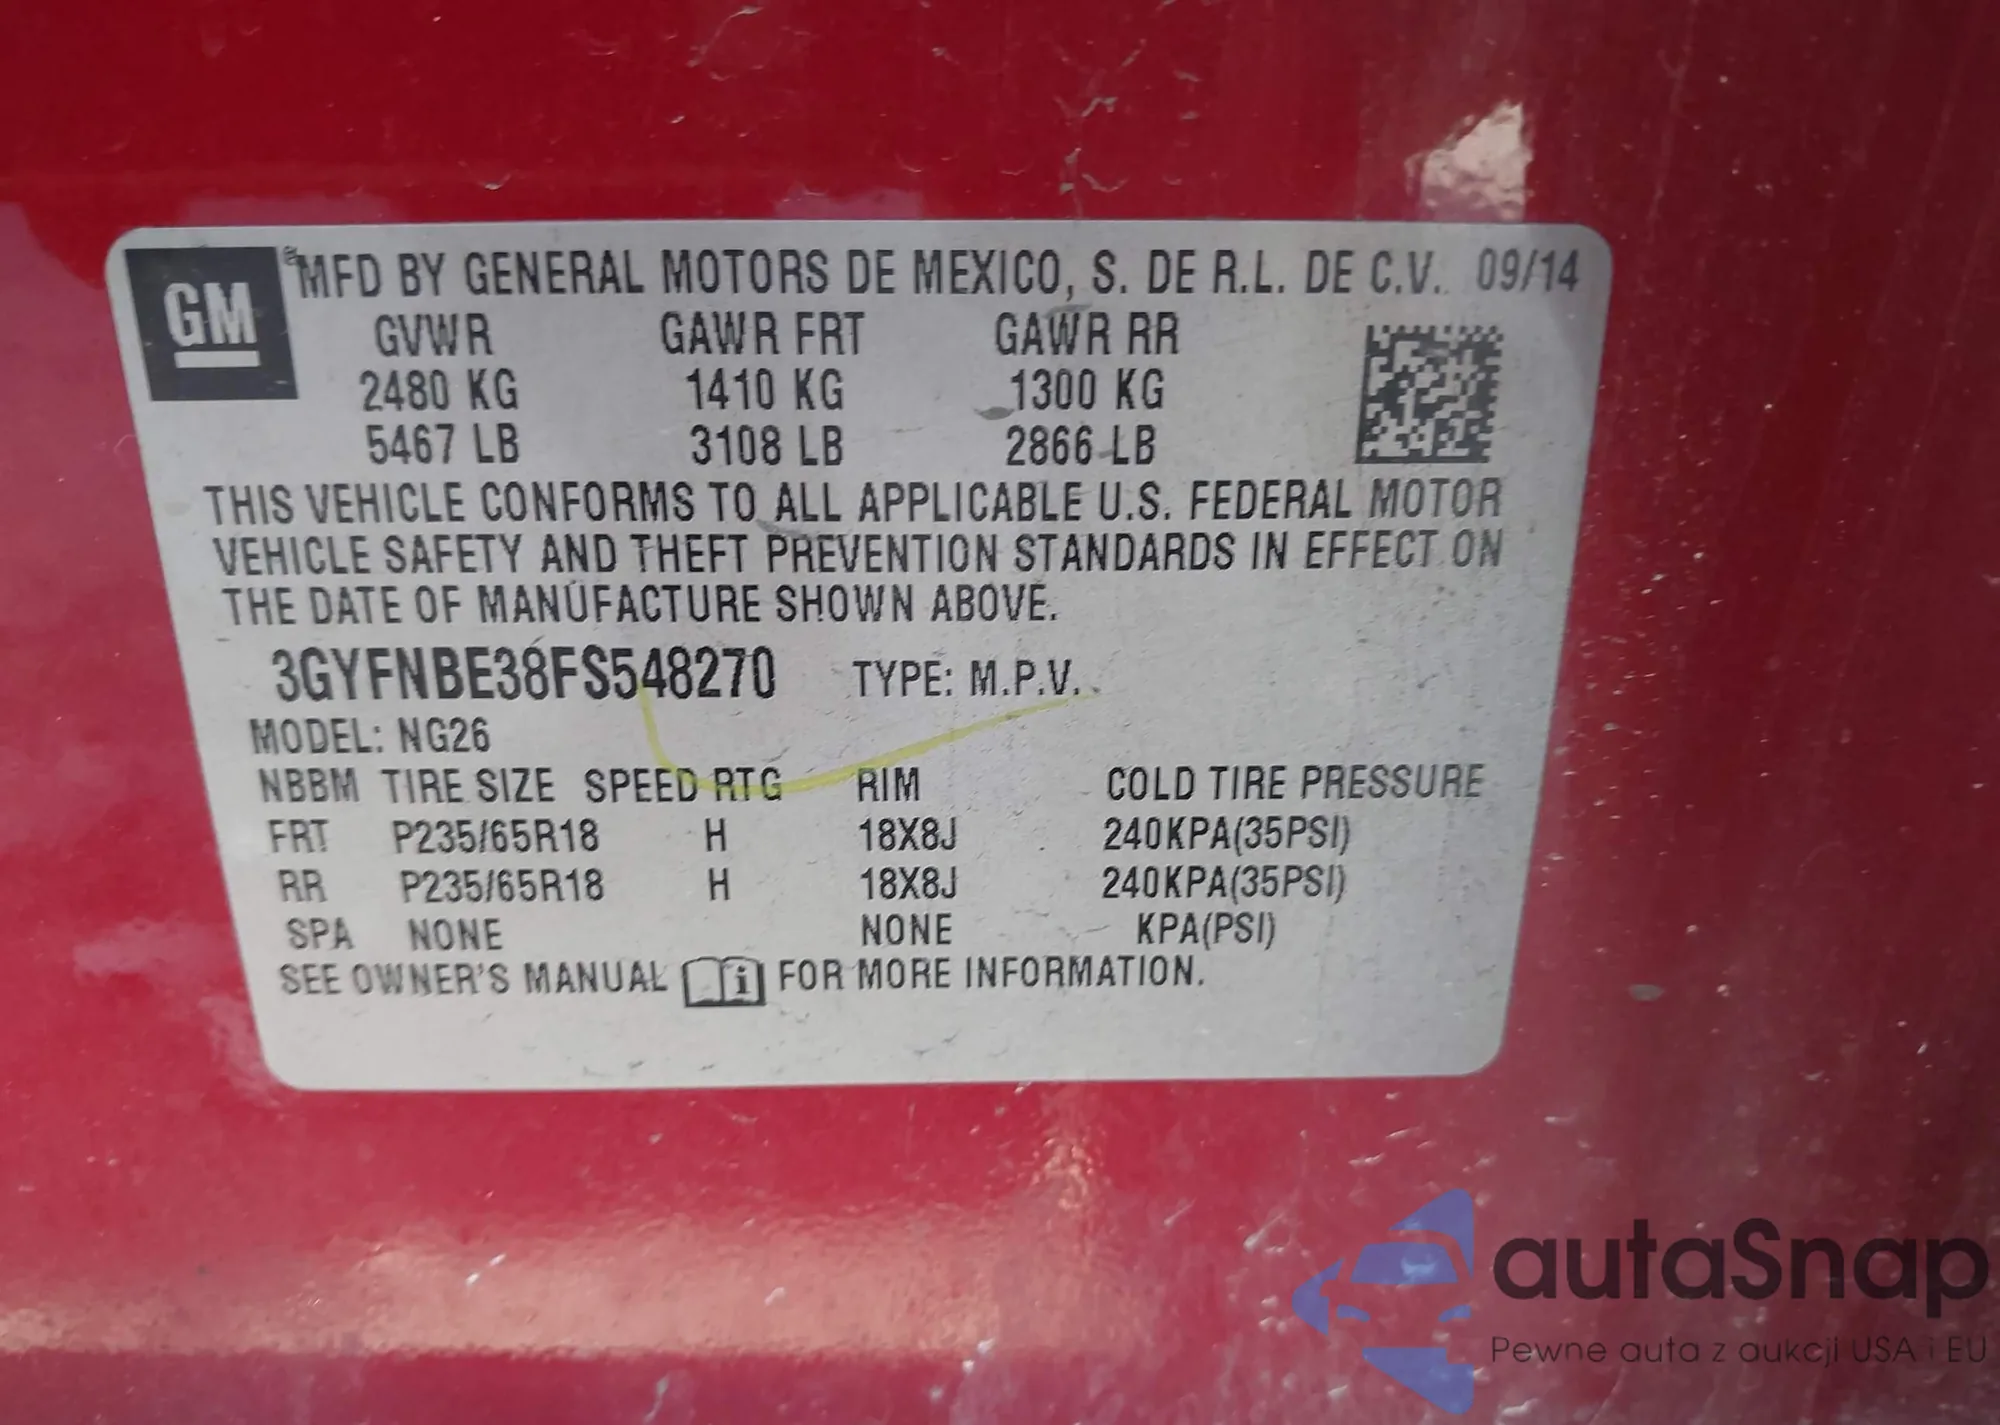 GM
MFD BY GENERAL MOTORS DE MEXICO, S. DE R.L. DE C.V. 09/14
GVWR GAWR FRT GAWR RR
2480 KG 1410 KG 1300 KG
5467 LB 3108 LB 2866 LB
THIS VEHICLE CONFORMS TO ALL APPLICABLE U.S. FEDERAL MOTOR
VEHICLE SAFETY AND THEFT PREVENTION STANDARDS IN EFFECT ON
THE DATE OF MANUFACTURE SHOWN ABOVE.
3GYFNBE38FS548270 TYPE: M.P.V.
MODEL: NG26
NBBM TIRE SIZE SPEED RTG RIM COLD TIRE PRESSURE
FRT P235/65R18 H 18X8J 240KPA(35PSI)
RR P235/65R18 H 18X8J 240KPA(35PSI)
SPA NONE NONE KPA(PSI)
SEE OWNER'S MANUAL i FOR MORE INFORMATION.
autaSnap
Pewne auta z aukcji USA i EU